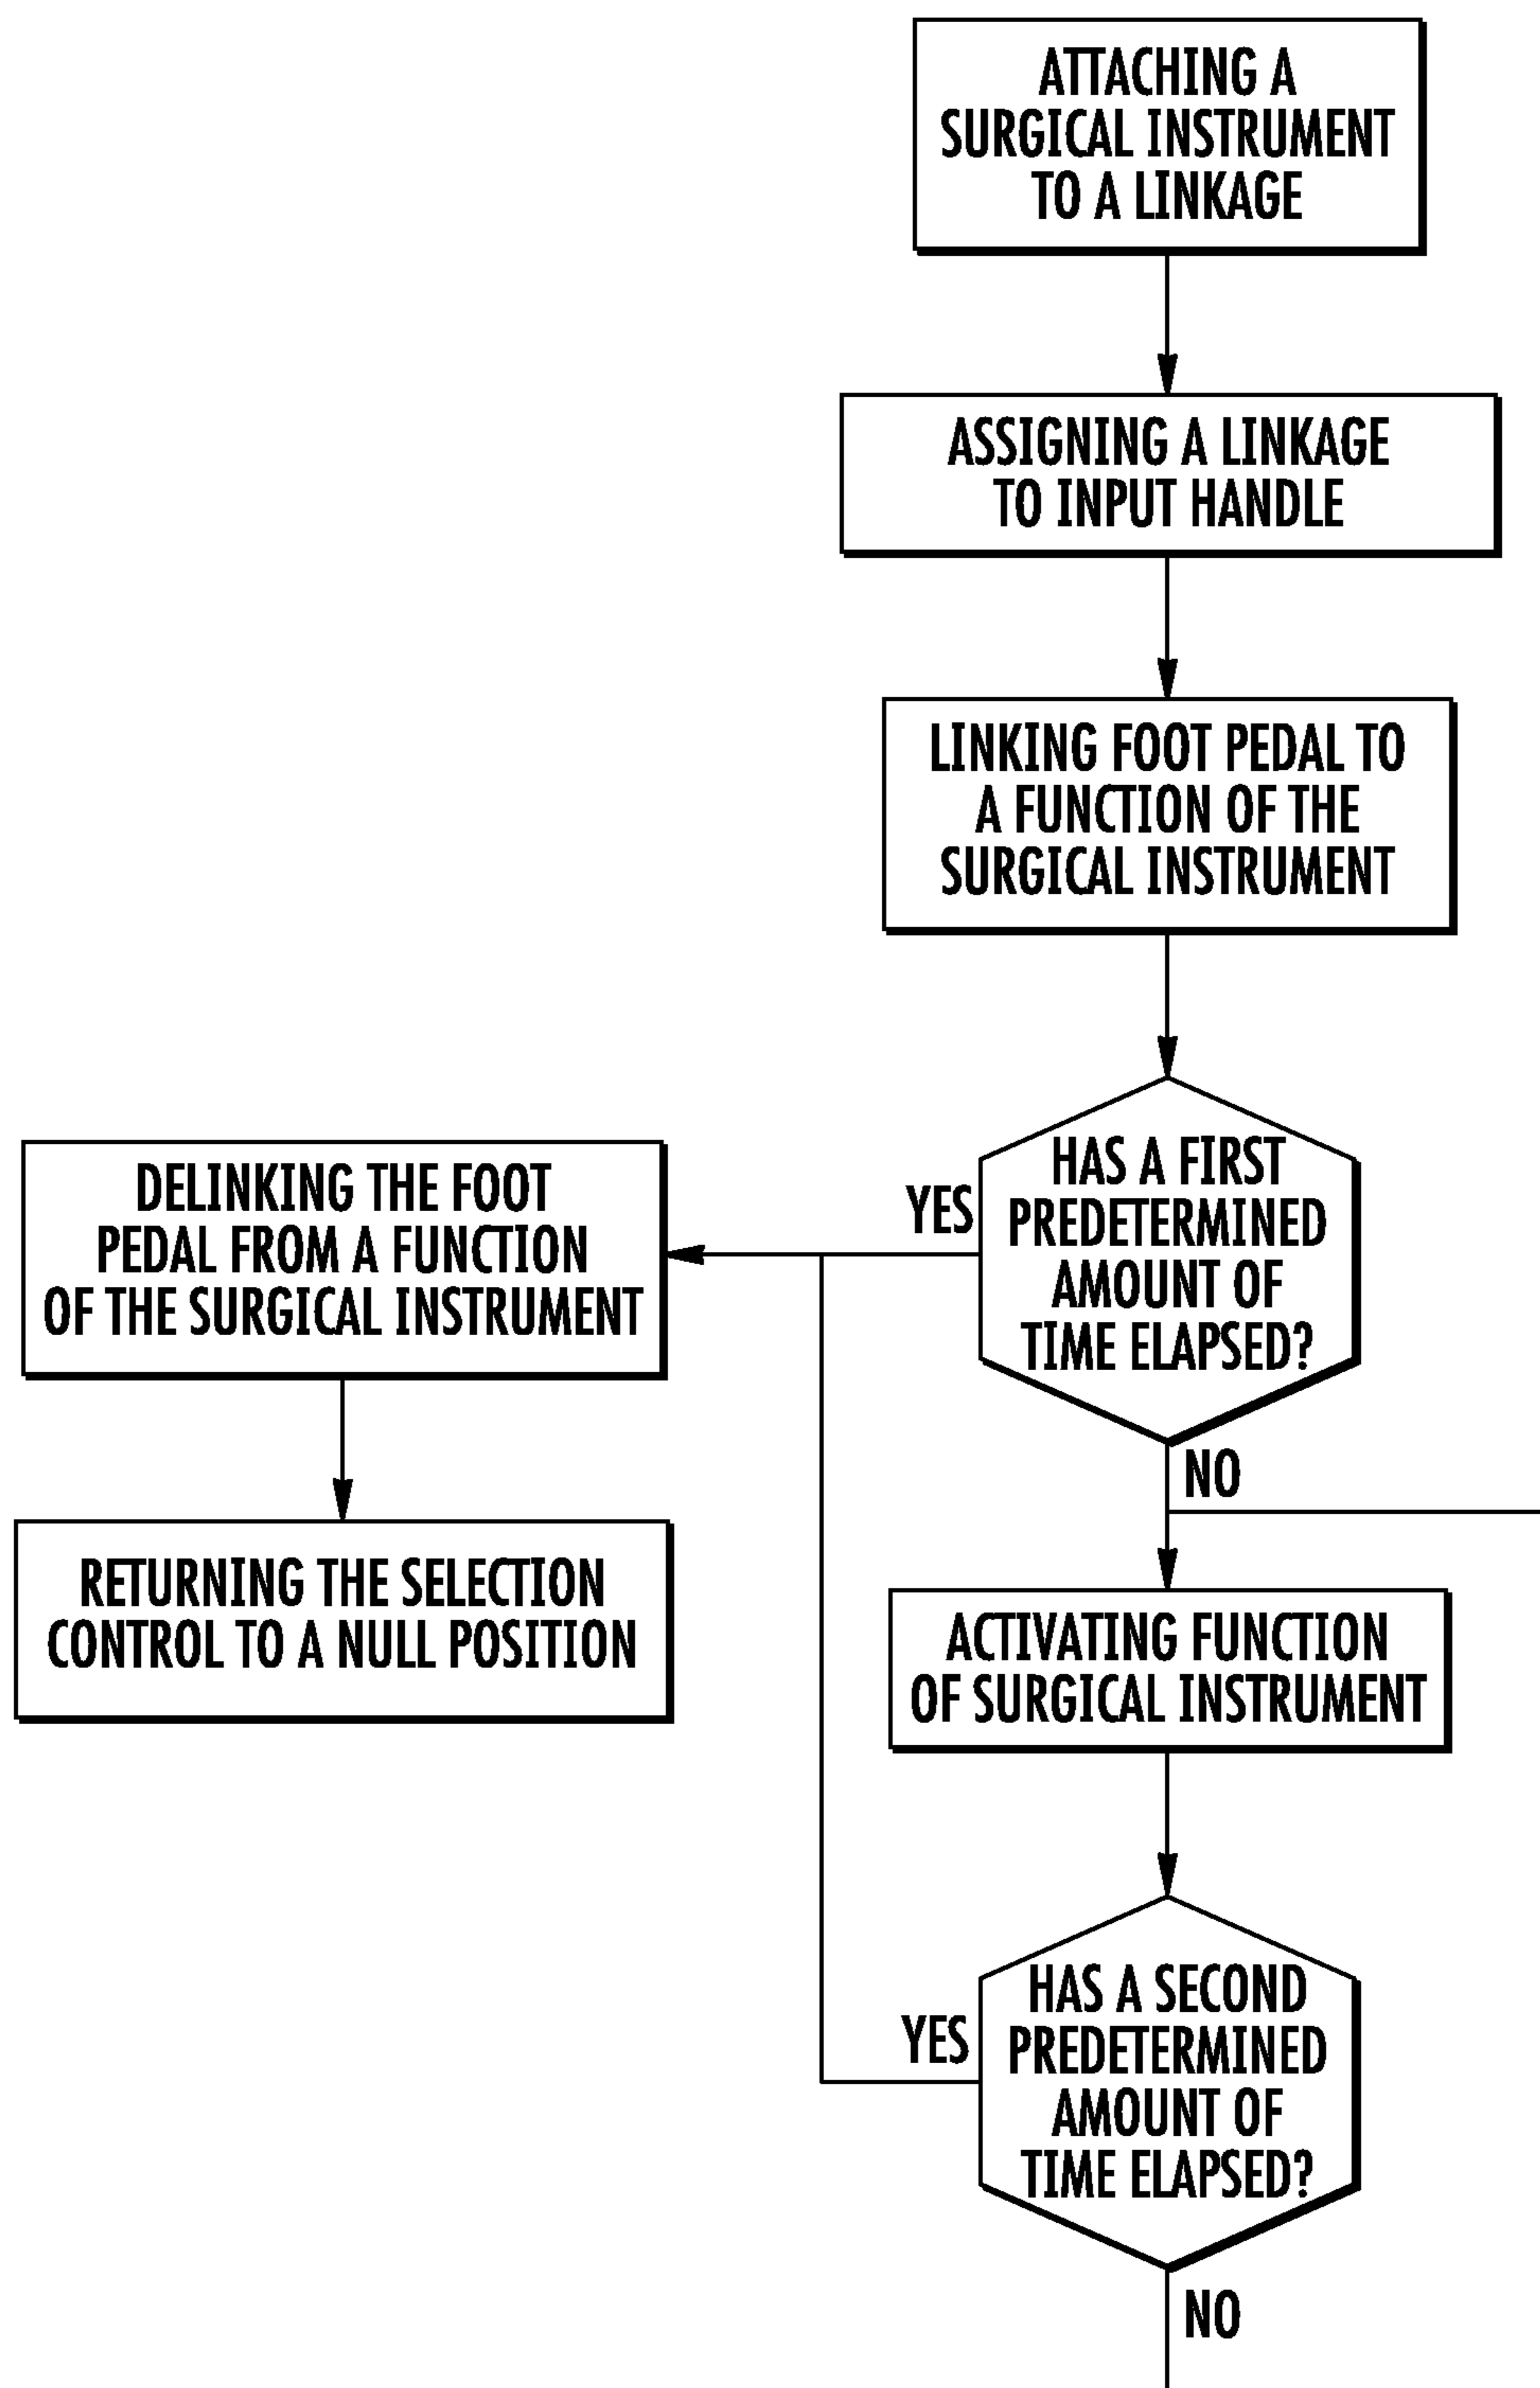 ATTACHING A
SURGICAL INSTRUMENT
TO A LINKAGE
ASSIGNING A LINKAGE
TO INPUT HANDLE
LINKING FOOT PEDAL TO
A FUNCTION OF THE
SURGICAL INSTRUMENT
HAS A FIRST
PREDETERMINED
AMOUNT OF
TIME ELAPSED?
YES
DELINKING THE FOOT
PEDAL FROM A FUNCTION
OF THE SURGICAL INSTRUMENT
RETURNING THE SELECTION
CONTROL TO A NULL POSITION
NO
ACTIVATING FUNCTION
OF SURGICAL INSTRUMENT
HAS A SECOND
PREDETERMINED
AMOUNT OF
TIME ELAPSED?
YES
NO